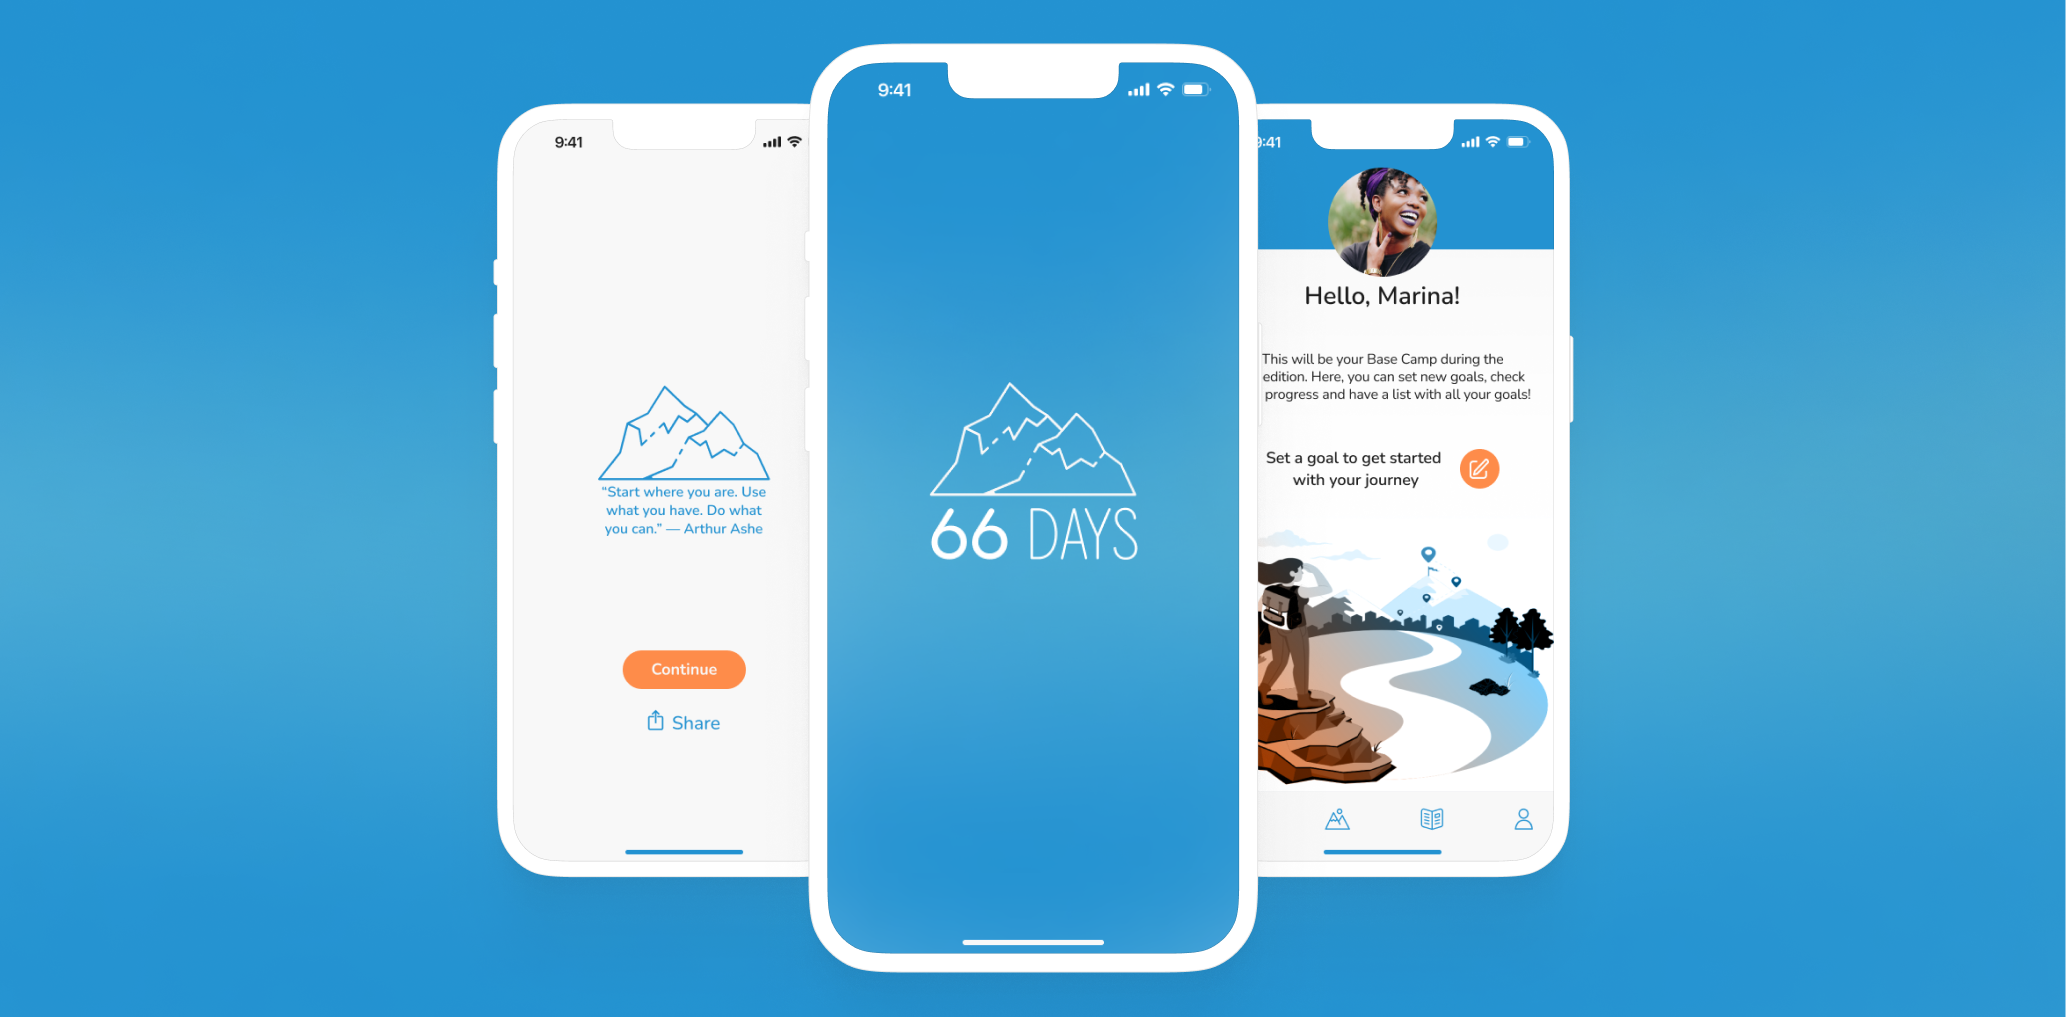 9:41
“Start where you are. Use
what you have. Do what
you can.” — Arthur Ashe
Continue
Share
9:41
66 DAYS
9:41
Hello, Marina!
This will be your Base Camp during the
edition. Here, you can set new goals, check
progress and have a list with all your goals!
Set a goal to get started
with your journey